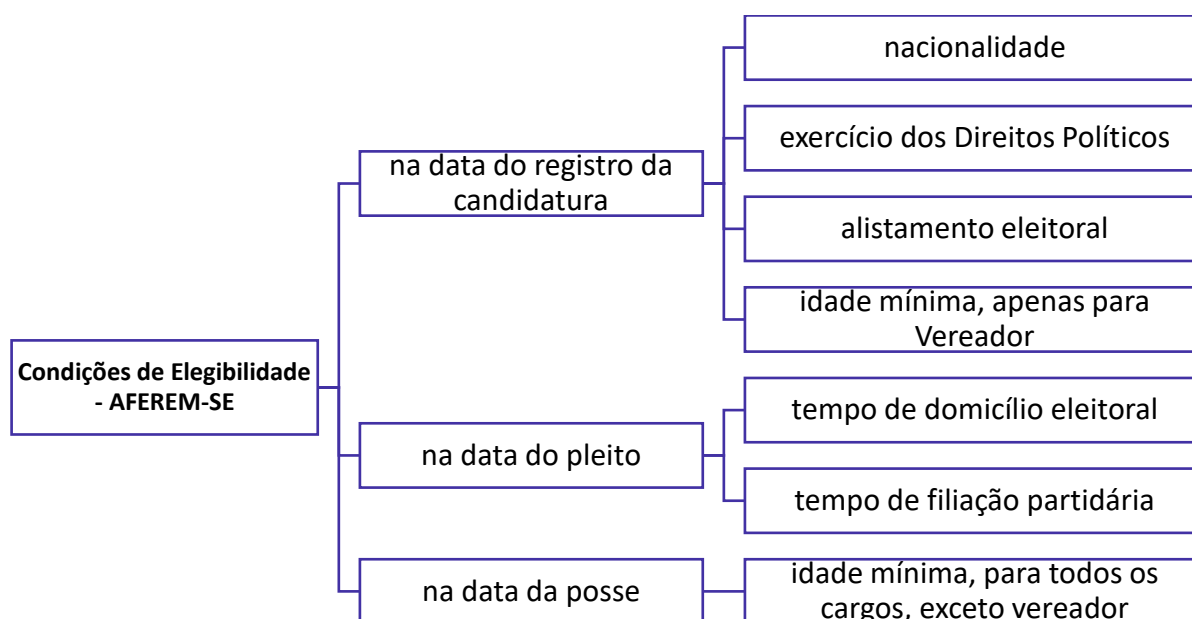 Condições de Elegibilidade
- AFEREM-SE
na data do registro da
candidatura
nacionalidade
exercício dos Direitos Políticos
alistamento eleitoral
idade mínima, apenas para
Vereador
na data do pleito
tempo de domicílio eleitoral
tempo de filiação partidária
na data da posse
idade mínima, para todos os
cargos, exceto vereador